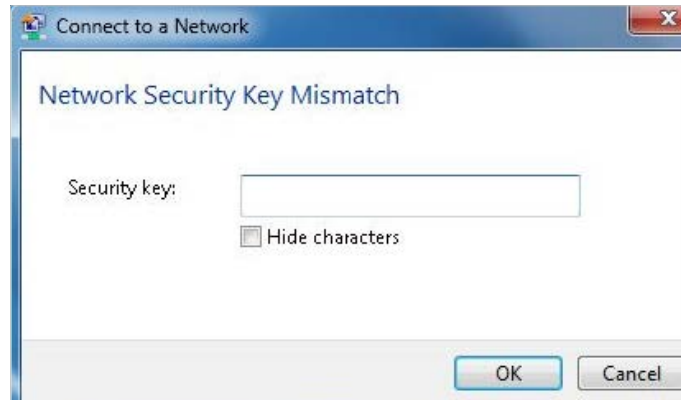 Connect to a Network
Network Security Key Mismatch
Security key:
Hide characters
OK Cancel